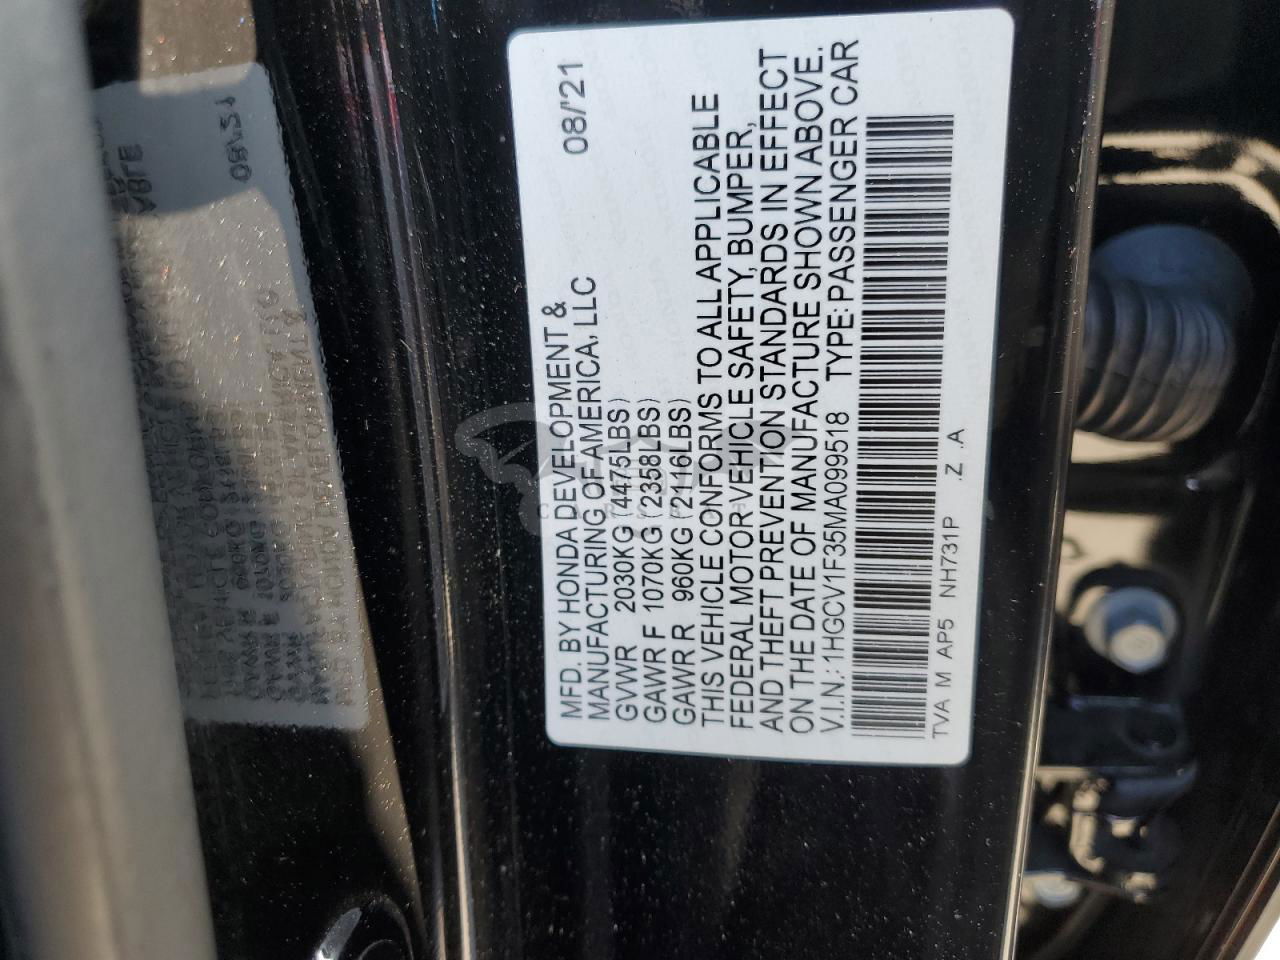 MFD. BY HONDA DEVELOPMENT &
MANUFACTURING OF AMERICA, LLC 08/'21
GVWR 2030KG (4475LBS)
GAWR F 1070KG (2358LBS)
GAWR R 960KG (2116LBS)
THIS VEHICLE CONFORMS TO ALL APPLICABLE
FEDERAL MOTOR VEHICLE SAFETY, BUMPER,
AND THEFT PREVENTION STANDARDS IN EFFECT
ON THE DATE OF MANUFACTURE SHOWN ABOVE.
V.I.N.: 1HGCV1F35MA099518 TYPE: PASSENGER CAR
TVA M AP5 NH731P .Z .A